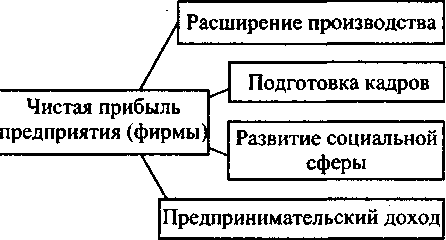 Расширение производства
Подготовка кадров
Чистая прибыль
предприятия (фирмы)
Развитие социальной
сферы
Предпринимательский доход